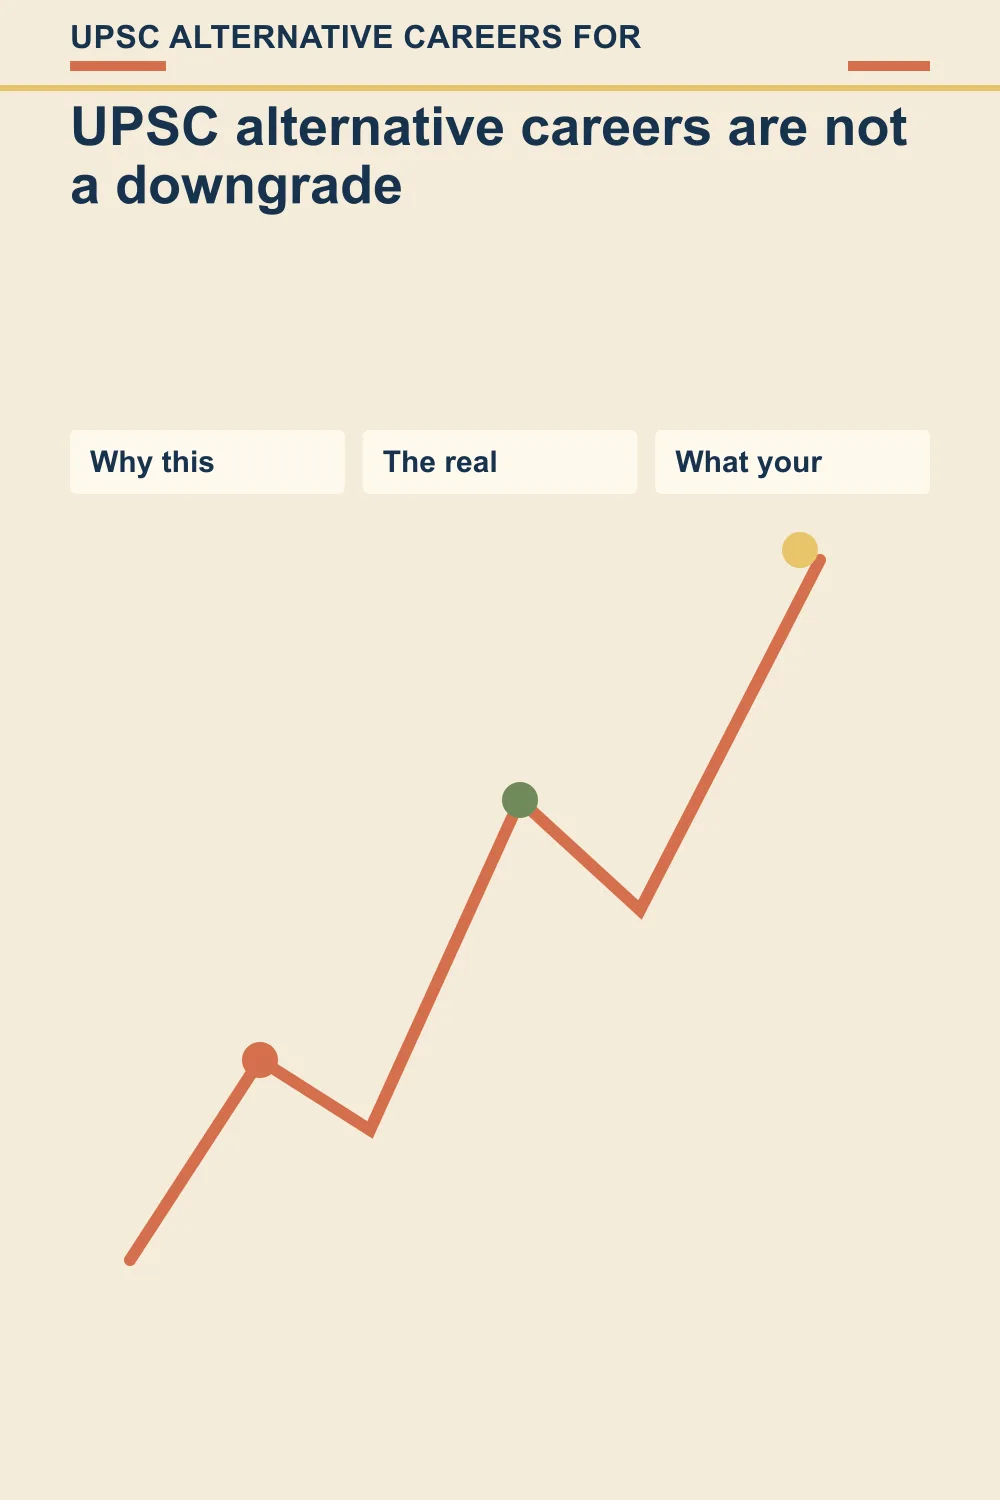 UPSC ALTERNATIVE CAREERS FOR
UPSC alternative careers are not
a downgrade
Why this
The real
What your